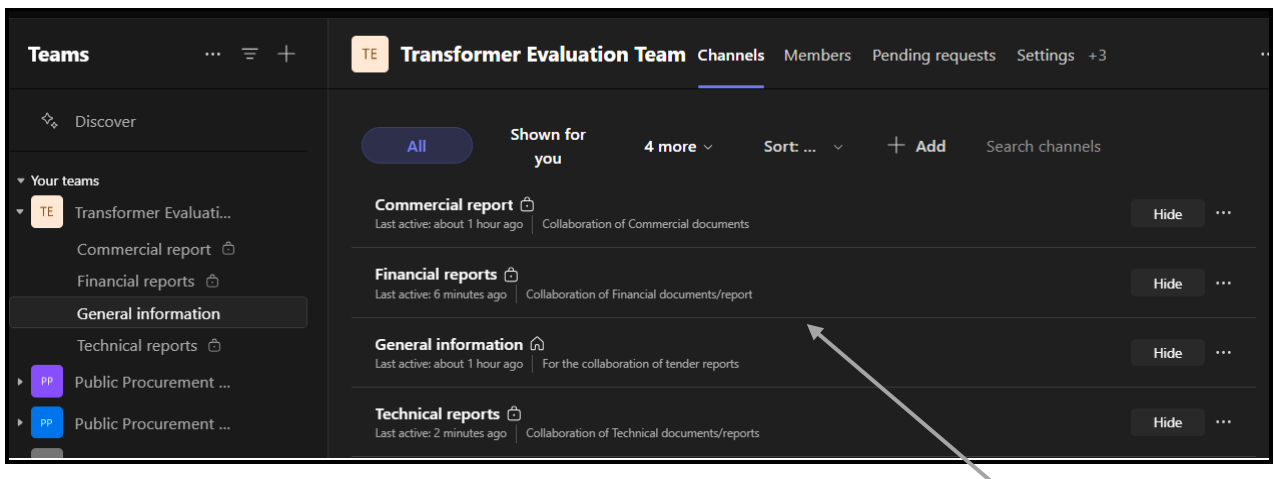 Teams
TE Transformer Evaluation Team Channels Members Pending requests Settings +3
Discover
Your teams
TE Transformer Evaluati...
Commercial report
Financial reports
General information
Technical reports
PP Public Procurement ...
PP Public Procurement ...
All
Shown for
you
4 more
Sort: ...
Add
Search channels
Commercial report
Last active: about 1 hour ago Collaboration of Commercial documents
Hide
Financial reports
Last active: 6 minutes ago Collaboration of Financial documents/report
Hide
General information
Last active: about 1 hour ago For the collaboration of tender reports
Hide
Technical reports
Last active: 2 minutes ago Collaboration of Technical documents/reports
Hide